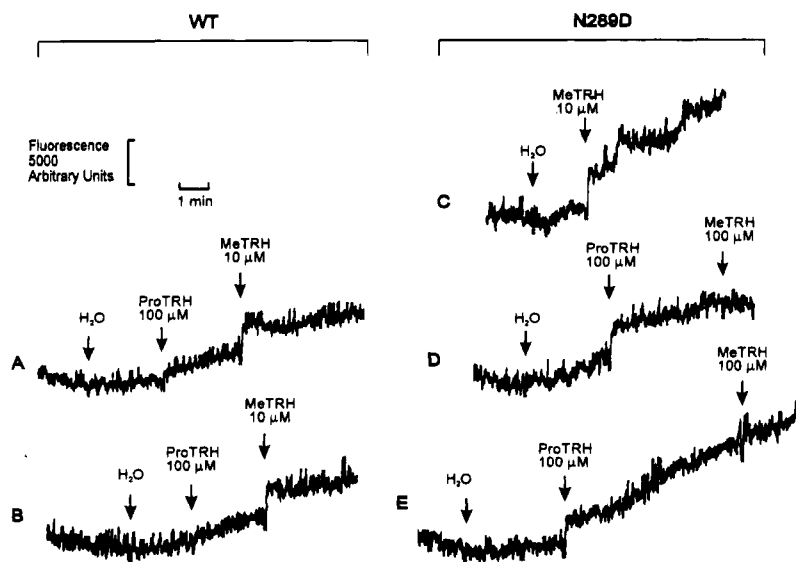 WT
N289D
Fluorescence
5000
Arbitrary Units
1 min
A
H₂O
ProTRH
100 µM
MeTRH
10 µM
B
H₂O
ProTRH
100 µM
MeTRH
10 µM
C
H₂O
MeTRH
10 µM
D
H₂O
ProTRH
100 µM
MeTRH
100 µM
E
H₂O
ProTRH
100 µM
MeTRH
100 µM